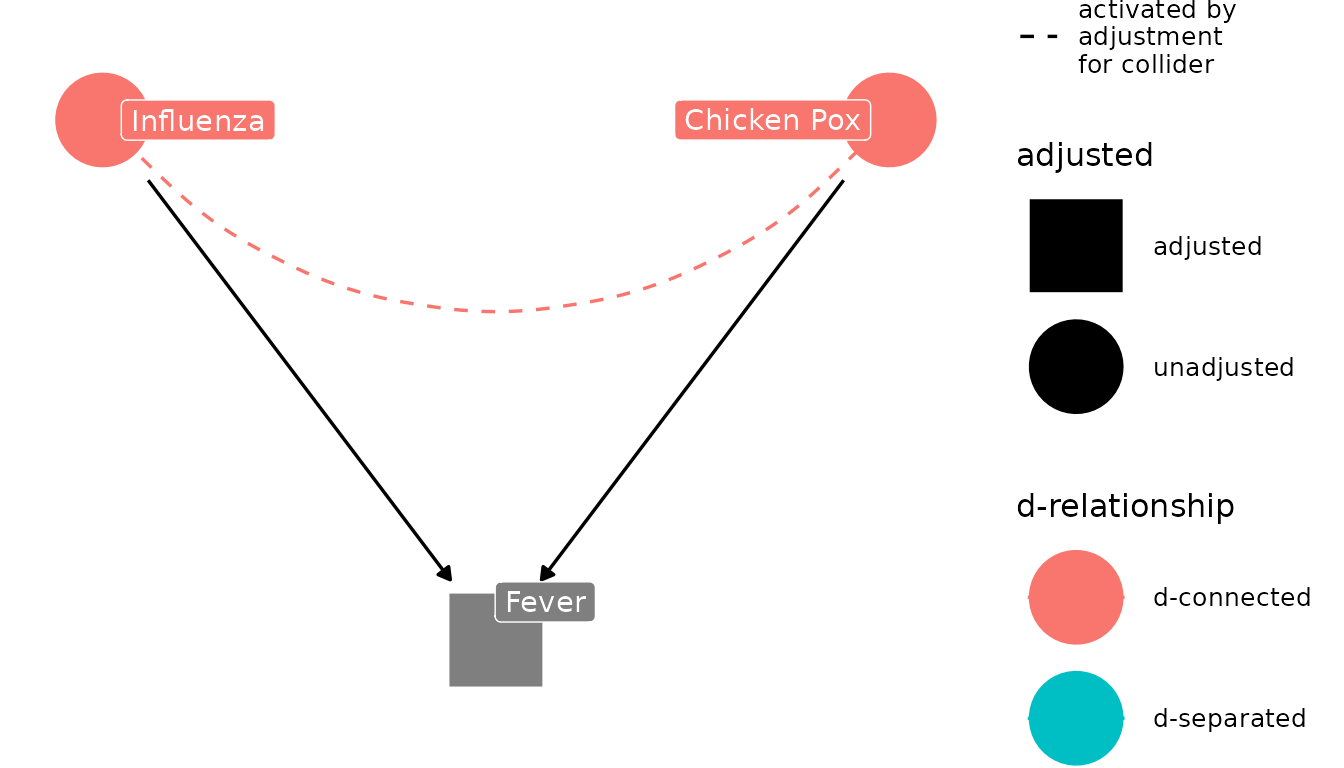 Influenza
Chicken Pox
Fever
activated by
adjustment
for collider
adjusted
adjusted
unadjusted
d-relationship
d-connected
d-separated